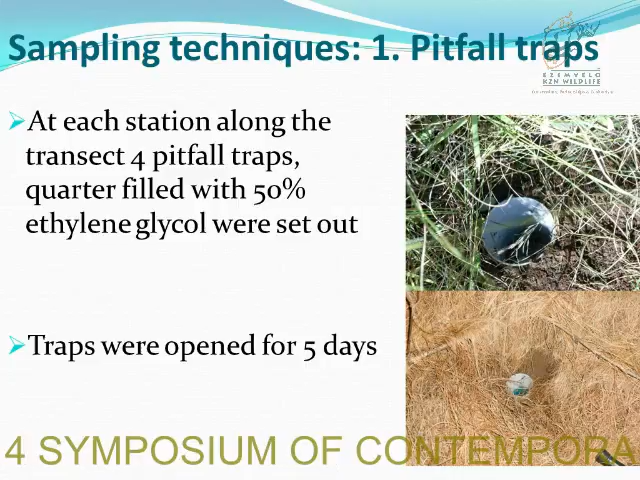 Sampling techniques: 1. Pitfall traps
EZEMVELO
KZN WILDLIFE
At each station along the
transect 4 pitfall traps,
quarter filled with 50%
ethylene glycol were set out
Traps were opened for 5 days
4 SYMPOSIUM OF CONTEMPORA